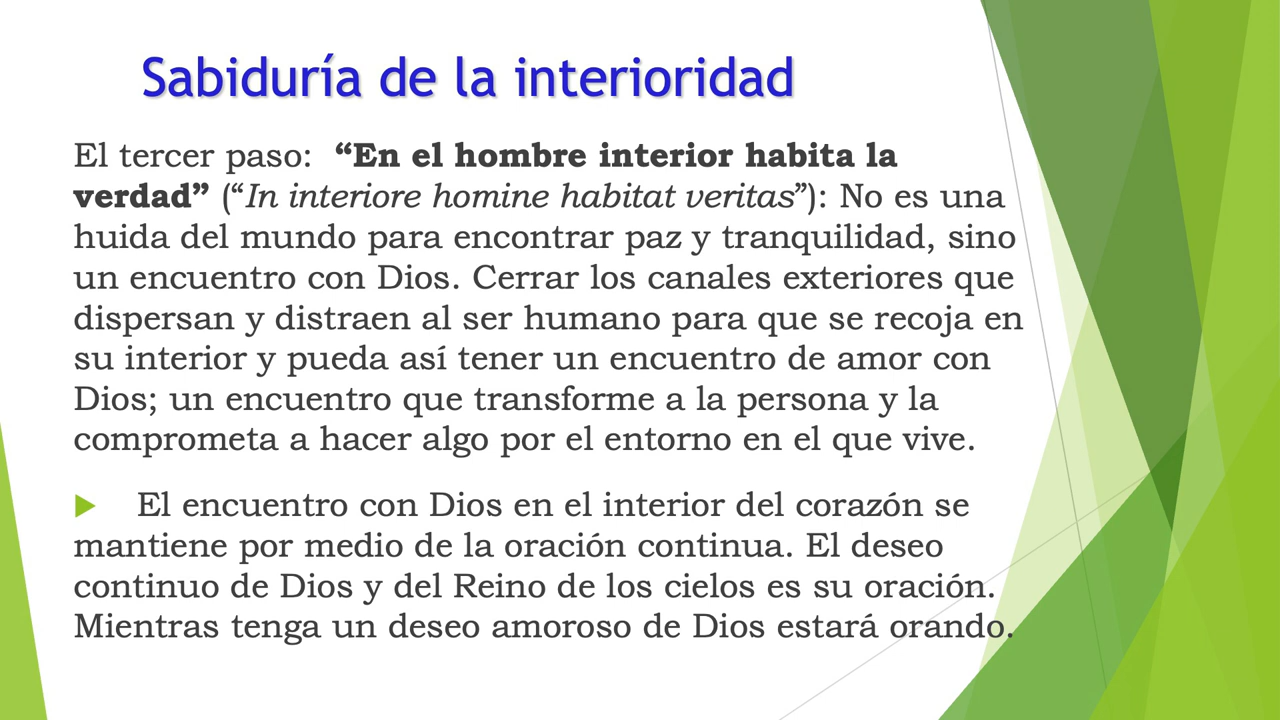 Sabiduría de la interioridad
El tercer paso:  “En el hombre interior habita la
verdad” (“In interiore homine habitat veritas”): No es una
huida del mundo para encontrar paz y tranquilidad, sino
un encuentro con Dios. Cerrar los canales exteriores que
dispersan y distraen al ser humano para que se recoja en
su interior y pueda así tener un encuentro de amor con
Dios; un encuentro que transforme a la persona y la
comprometa a hacer algo por el entorno en el que vive.
El encuentro con Dios en el interior del corazón se
mantiene por medio de la oración continua. El deseo
continuo de Dios y del Reino de los cielos es su oración.
Mientras tenga un deseo amoroso de Dios estará orando.